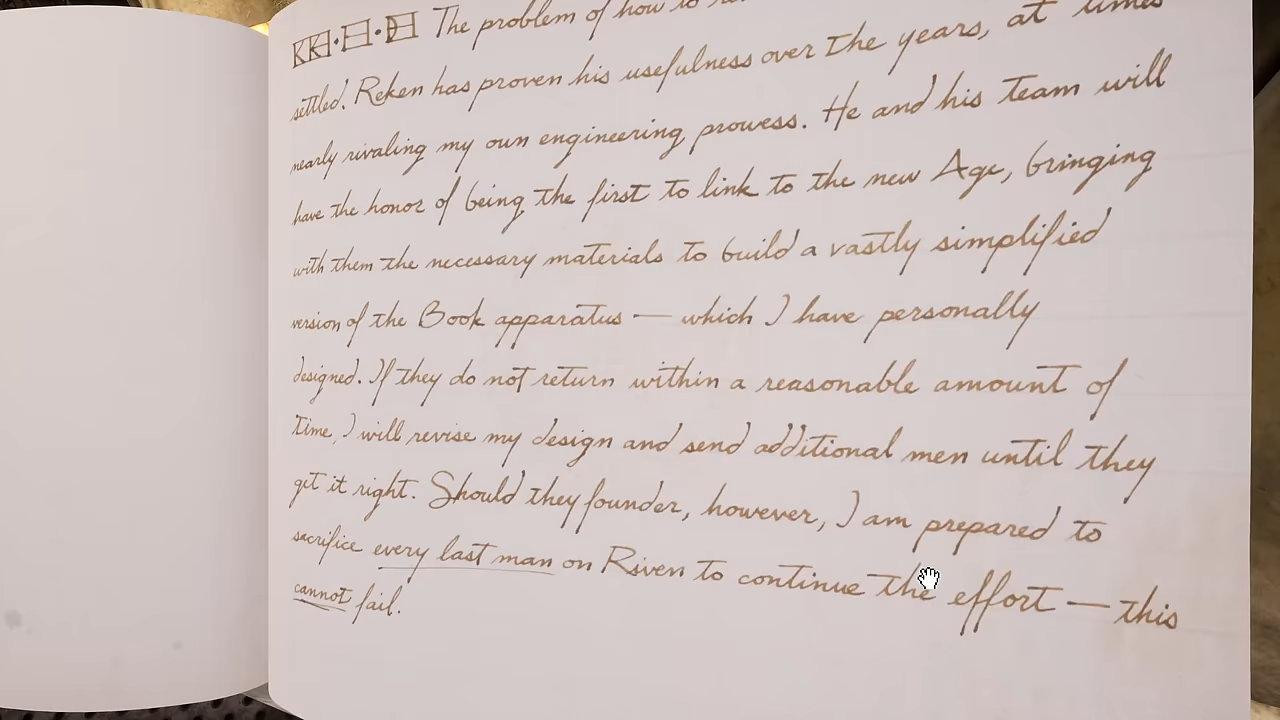 The problem of how to
settled. Reken has proven his usefulness over the years, at times
nearly rivaling my own engineering prowess. He and his team will
have the honor of being the first to link to the new Age, bringing
with them the necessary materials to build a vastly simplified
version of the Book apparatus — which I have personally
designed. If they do not return within a reasonable amount of
time, I will revise my design and send additional men until they
get it right. Should they founder, however, I am prepared to
sacrifice every last man on Riven to continue the effort — this
cannot fail.